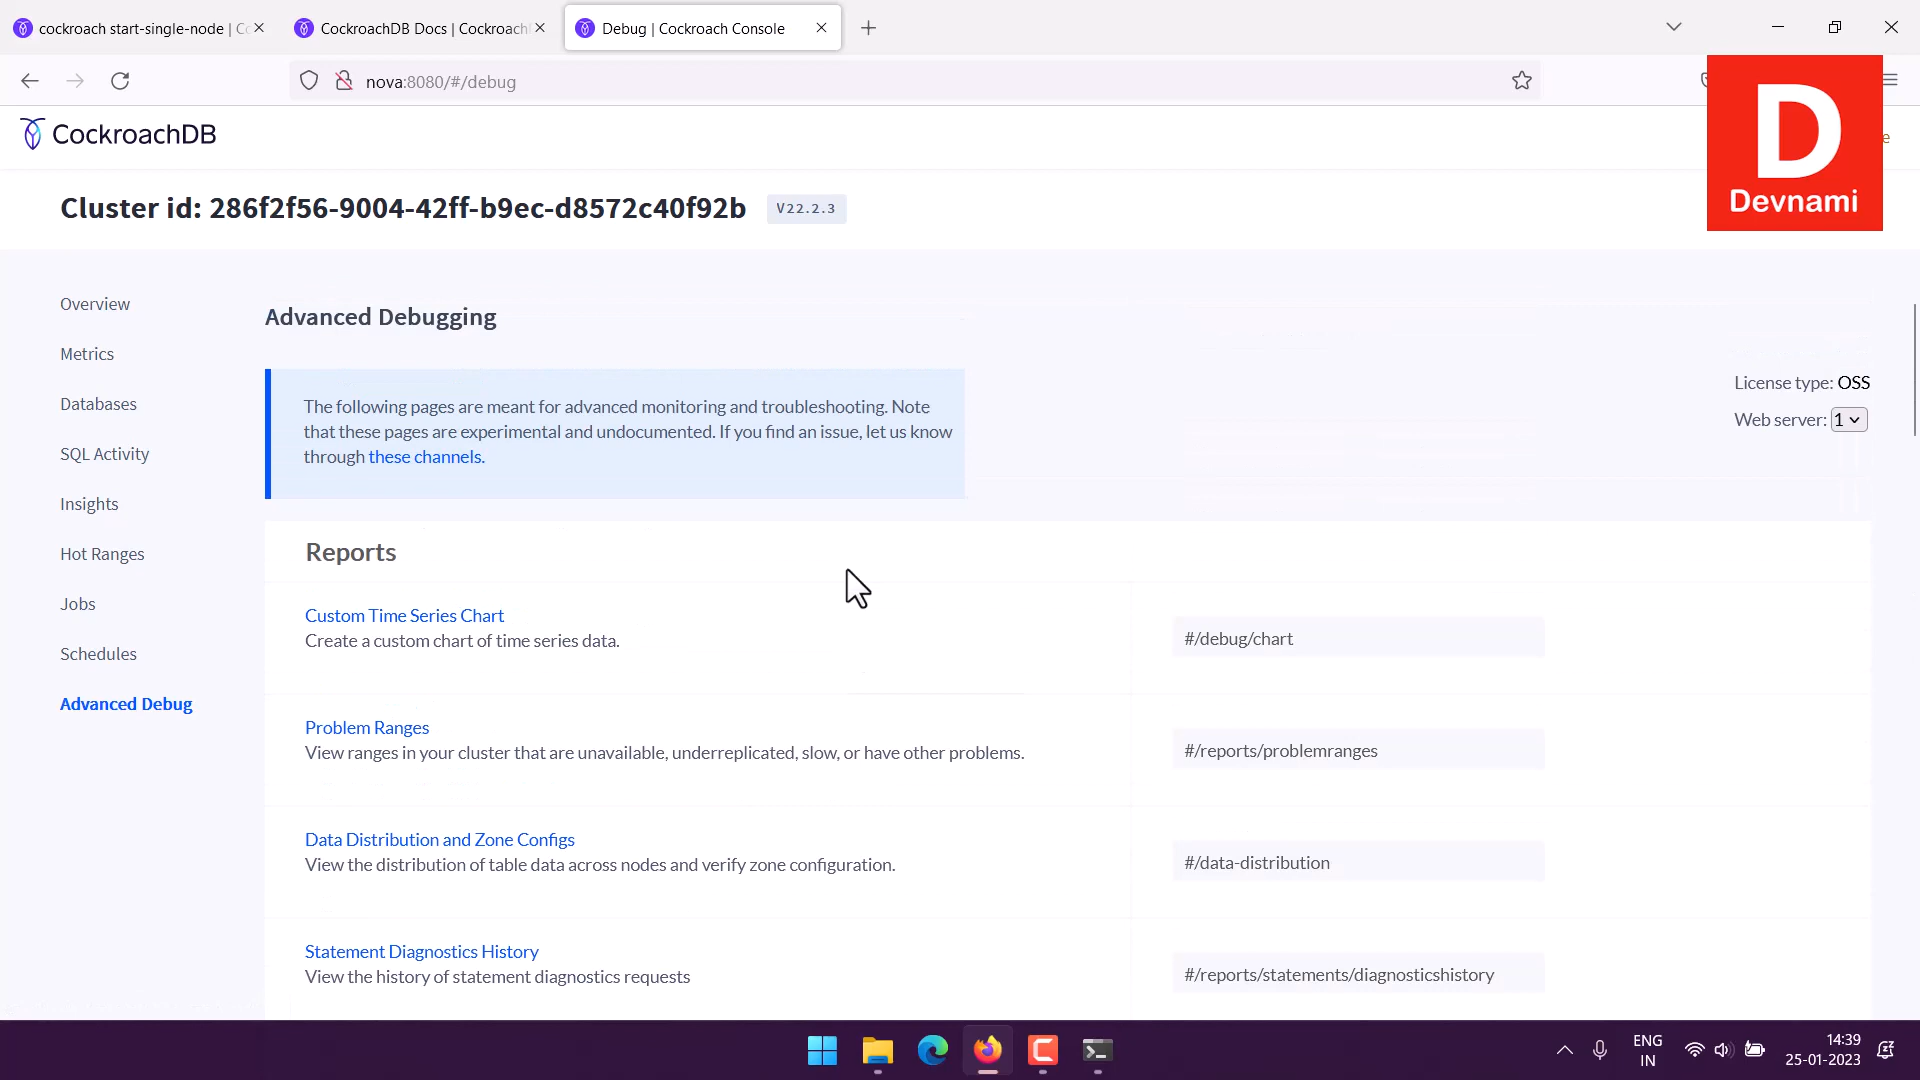 cockroach start-single-node | Co
CockroachDB Docs | Cockroach
Debug | Cockroach Console
nova:8080/#/debug
CockroachDB
e
D
Devnami
Cluster id: 286f2f56-9004-42ff-b9ec-d8572c40f92b
V22.2.3
Overview
Metrics
Databases
SQL Activity
Insights
Hot Ranges
Jobs
Schedules
Advanced Debug
Advanced Debugging
The following pages are meant for advanced monitoring and troubleshooting. Note
that these pages are experimental and undocumented. If you find an issue, let us know
through these channels.
License type: OSS
Web server: 1
Reports
Custom Time Series Chart
Create a custom chart of time series data.
#/debug/chart
Problem Ranges
View ranges in your cluster that are unavailable, underreplicated, slow, or have other problems.
#/reports/problemranges
Data Distribution and Zone Configs
View the distribution of table data across nodes and verify zone configuration.
#/data-distribution
Statement Diagnostics History
View the history of statement diagnostics requests
#/reports/statements/diagnosticshistory
ENG
IN
14:39
25-01-2023